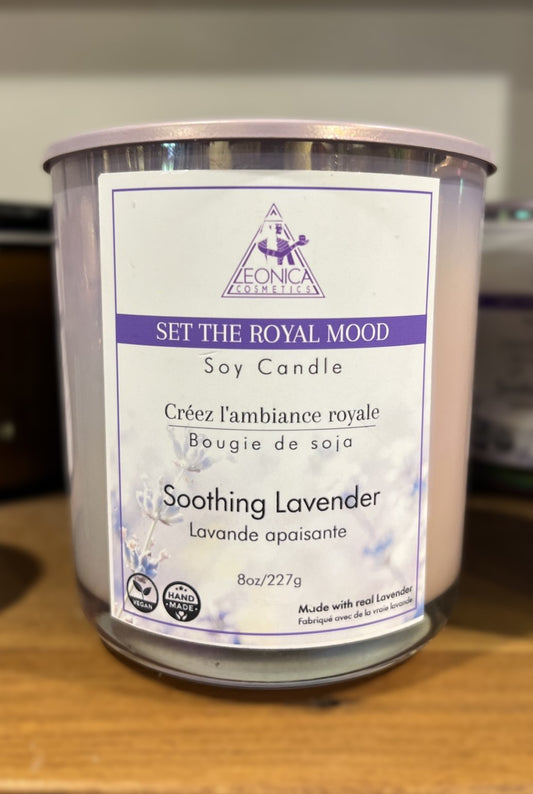 LEONICA
COSMETICS
SET THE ROYAL MOOD
Soy Candle
Créez l'ambiance royale
Bougie de soja
Soothing Lavender
Lavande apaisante
8oz/227g
VEGAN
HAND
MADE
Made with real Lavender
Fabriqué avec de la vraie lavande